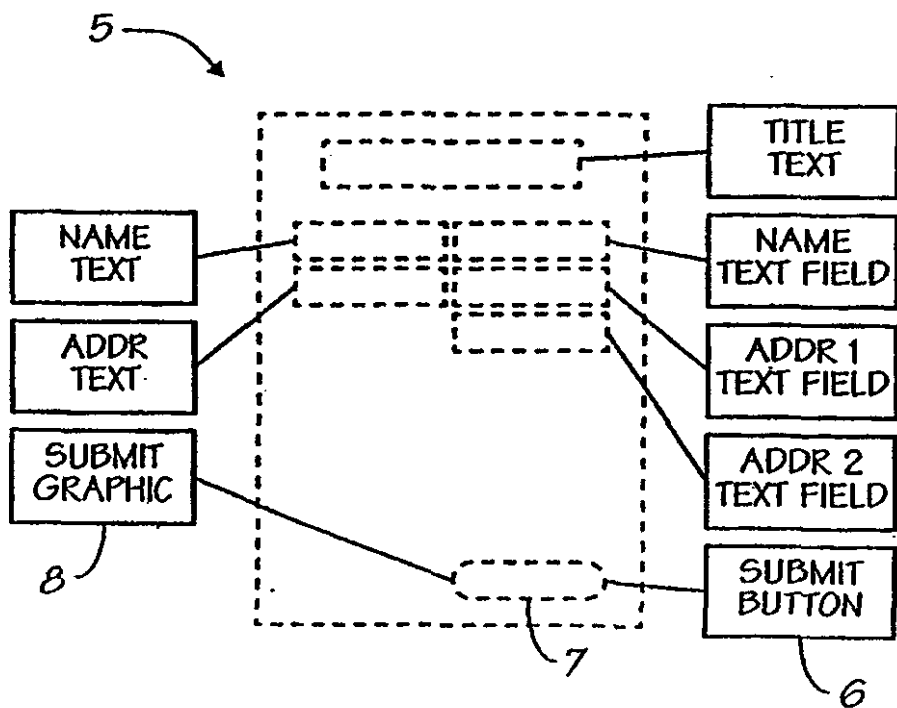 5
TITLE
TEXT
NAME
TEXT
NAME
TEXT FIELD
ADDR
TEXT
ADDR 1
TEXT FIELD
SUBMIT
GRAPHIC
ADDR 2
TEXT FIELD
8
SUBMIT
BUTTON
7
6